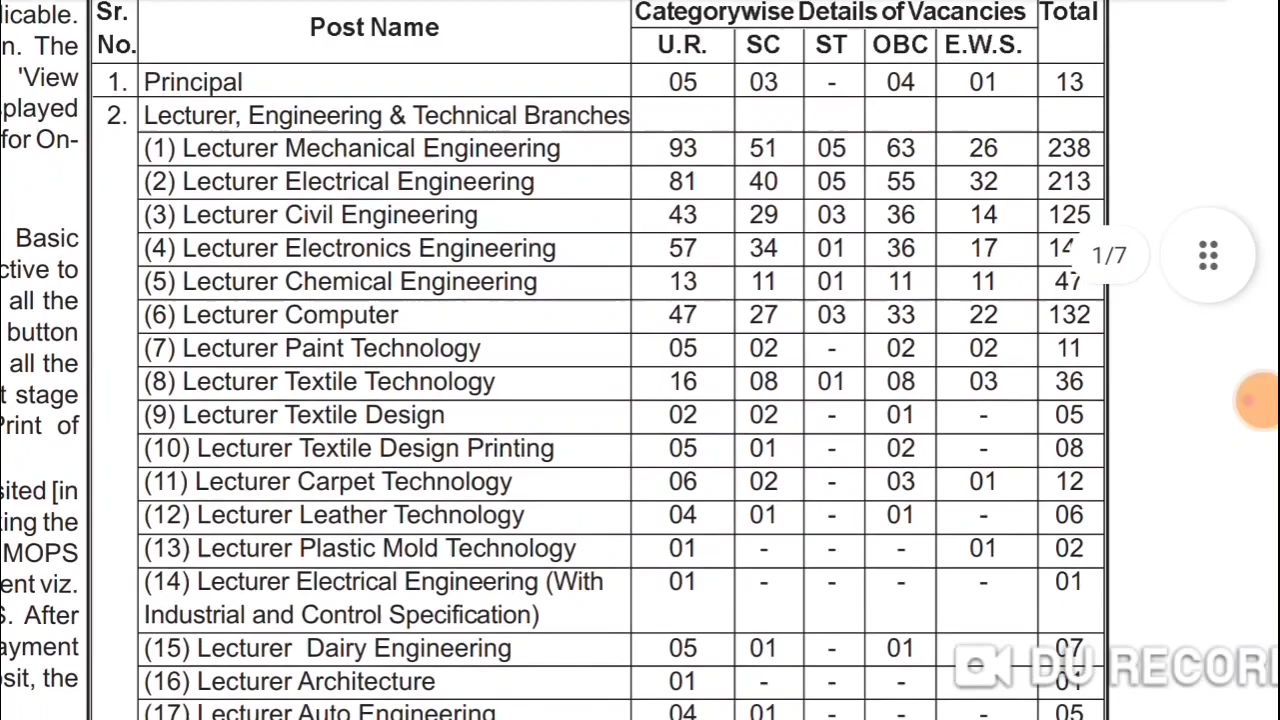 licable.
n. The
'View
splayed
for On-
Basic
ctive to
all the
button
all the
t stage
Print of
sited [in
king the
MOPS
ent viz.
S. After
ayment
sit, the
Sr. No. Post Name Categorywise Details of Vacancies Total
U.R. SC ST OBC E.W.S.
1. Principal 05 03 - 04 01 13
2. Lecturer, Engineering & Technical Branches
(1) Lecturer Mechanical Engineering 93 51 05 63 26 238
(2) Lecturer Electrical Engineering 81 40 05 55 32 213
(3) Lecturer Civil Engineering 43 29 03 36 14 125
(4) Lecturer Electronics Engineering 57 34 01 36 17
(5) Lecturer Chemical Engineering 13 11 01 11 11 47
(6) Lecturer Computer 47 27 03 33 22 132
(7) Lecturer Paint Technology 05 02 - 02 02 11
(8) Lecturer Textile Technology 16 08 01 08 03 36
(9) Lecturer Textile Design 02 02 - 01 - 05
(10) Lecturer Textile Design Printing 05 01 - 02 - 08
(11) Lecturer Carpet Technology 06 02 - 03 01 12
(12) Lecturer Leather Technology 04 01 - 01 - 06
(13) Lecturer Plastic Mold Technology 01 - - - 01 02
(14) Lecturer Electrical Engineering (With 01 - - - - 01
Industrial and Control Specification)
(15) Lecturer Dairy Engineering 05 01 - 01 07
(16) Lecturer Architecture 01 - - - - 01
(17) Lecturer Auto Engineering 04 01 - - - 05
1/7
DU RECOR